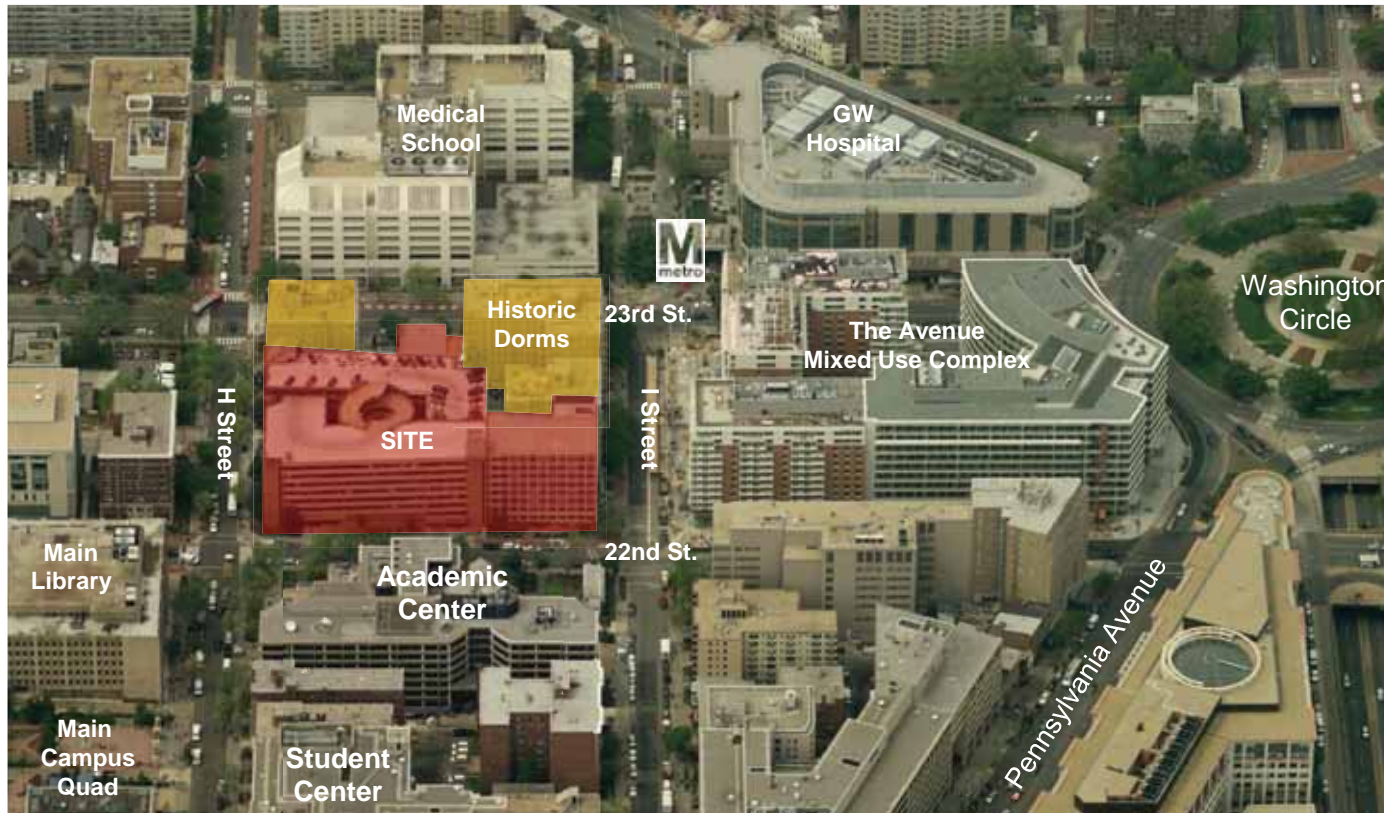 Medical
School
GW
Hospital
M
metro
Historic
Dorms
23rd St.
Washington
Circle
The Avenue
Mixed Use Complex
H Street
SITE
I Street
22nd St.
Main
Library
Academic
Center
Pennsylvania Avenue
Main
Campus
Quad
Student
Center